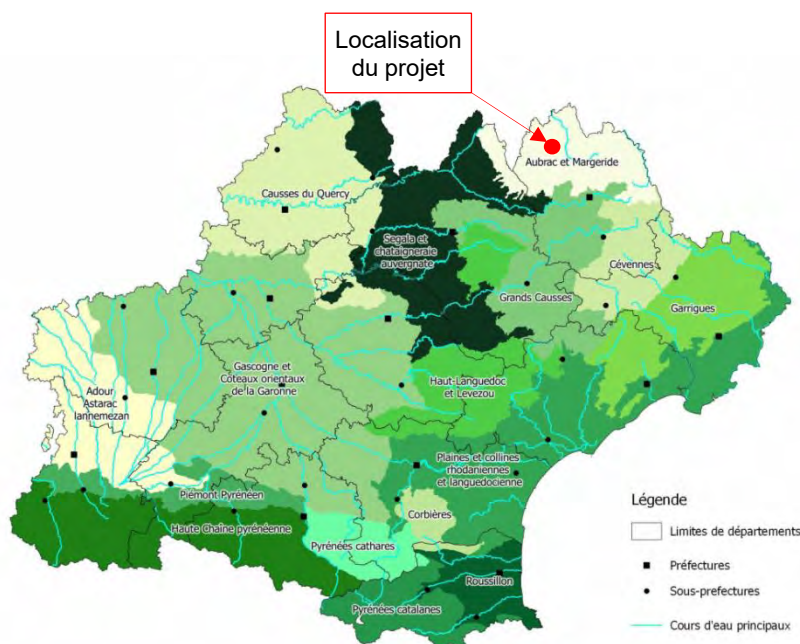 Localisation
du projet
Aubrac et Margeride
Causses du Quercy
Segala et
chataigneraie
auvergnate
Cévennes
Grands Causses
Garrigues
Gascogne et
Côteaux orientaux
de la Garonne
Haut-Languedoc
et Levezou
Adour
Astarac
lannemezan
Plaines et collines
rhodaniennes
et languedocienne
Piémont Pyrénéen
Corbières
Haute Chaîne pyrénéenne
Pyrénées cathares
Roussillon
Pyrénées catalanes
Légende
Limites de départements
Préfectures
Sous-prefectures
Cours d'eau principaux